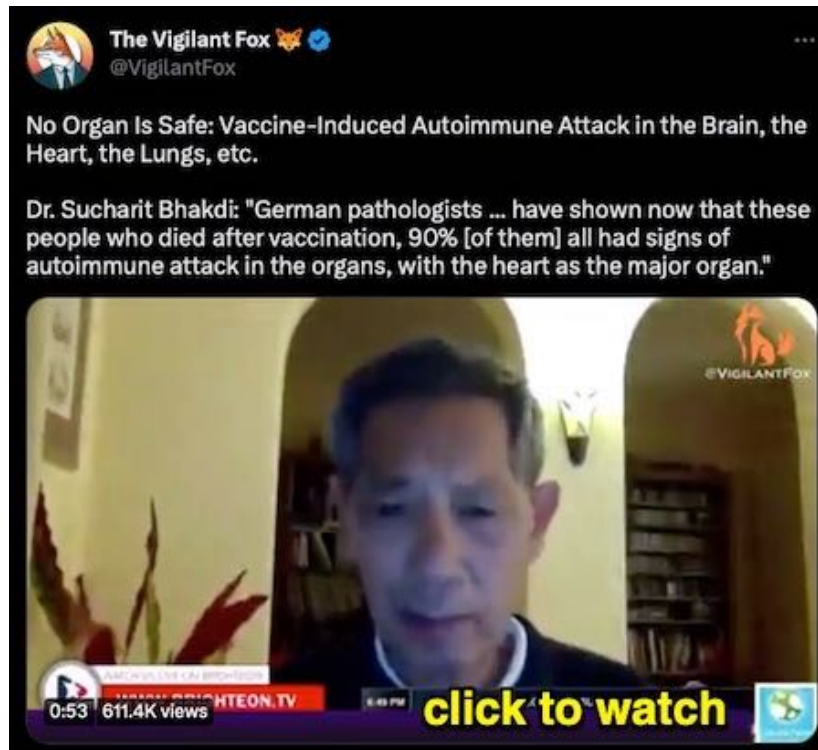 The Vigilant Fox
@VigilantFox
No Organ Is Safe: Vaccine-Induced Autoimmune Attack in the Brain, the
Heart, the Lungs, etc.
Dr. Sucharit Bhakdi: "German pathologists ... have shown now that these
people who died after vaccination, 90% [of them] all had signs of
autoimmune attack in the organs, with the heart as the major organ."
@VIGILANTFOX
HTEON.TV
0:53 611.4K views
6:49 PM
click to watch